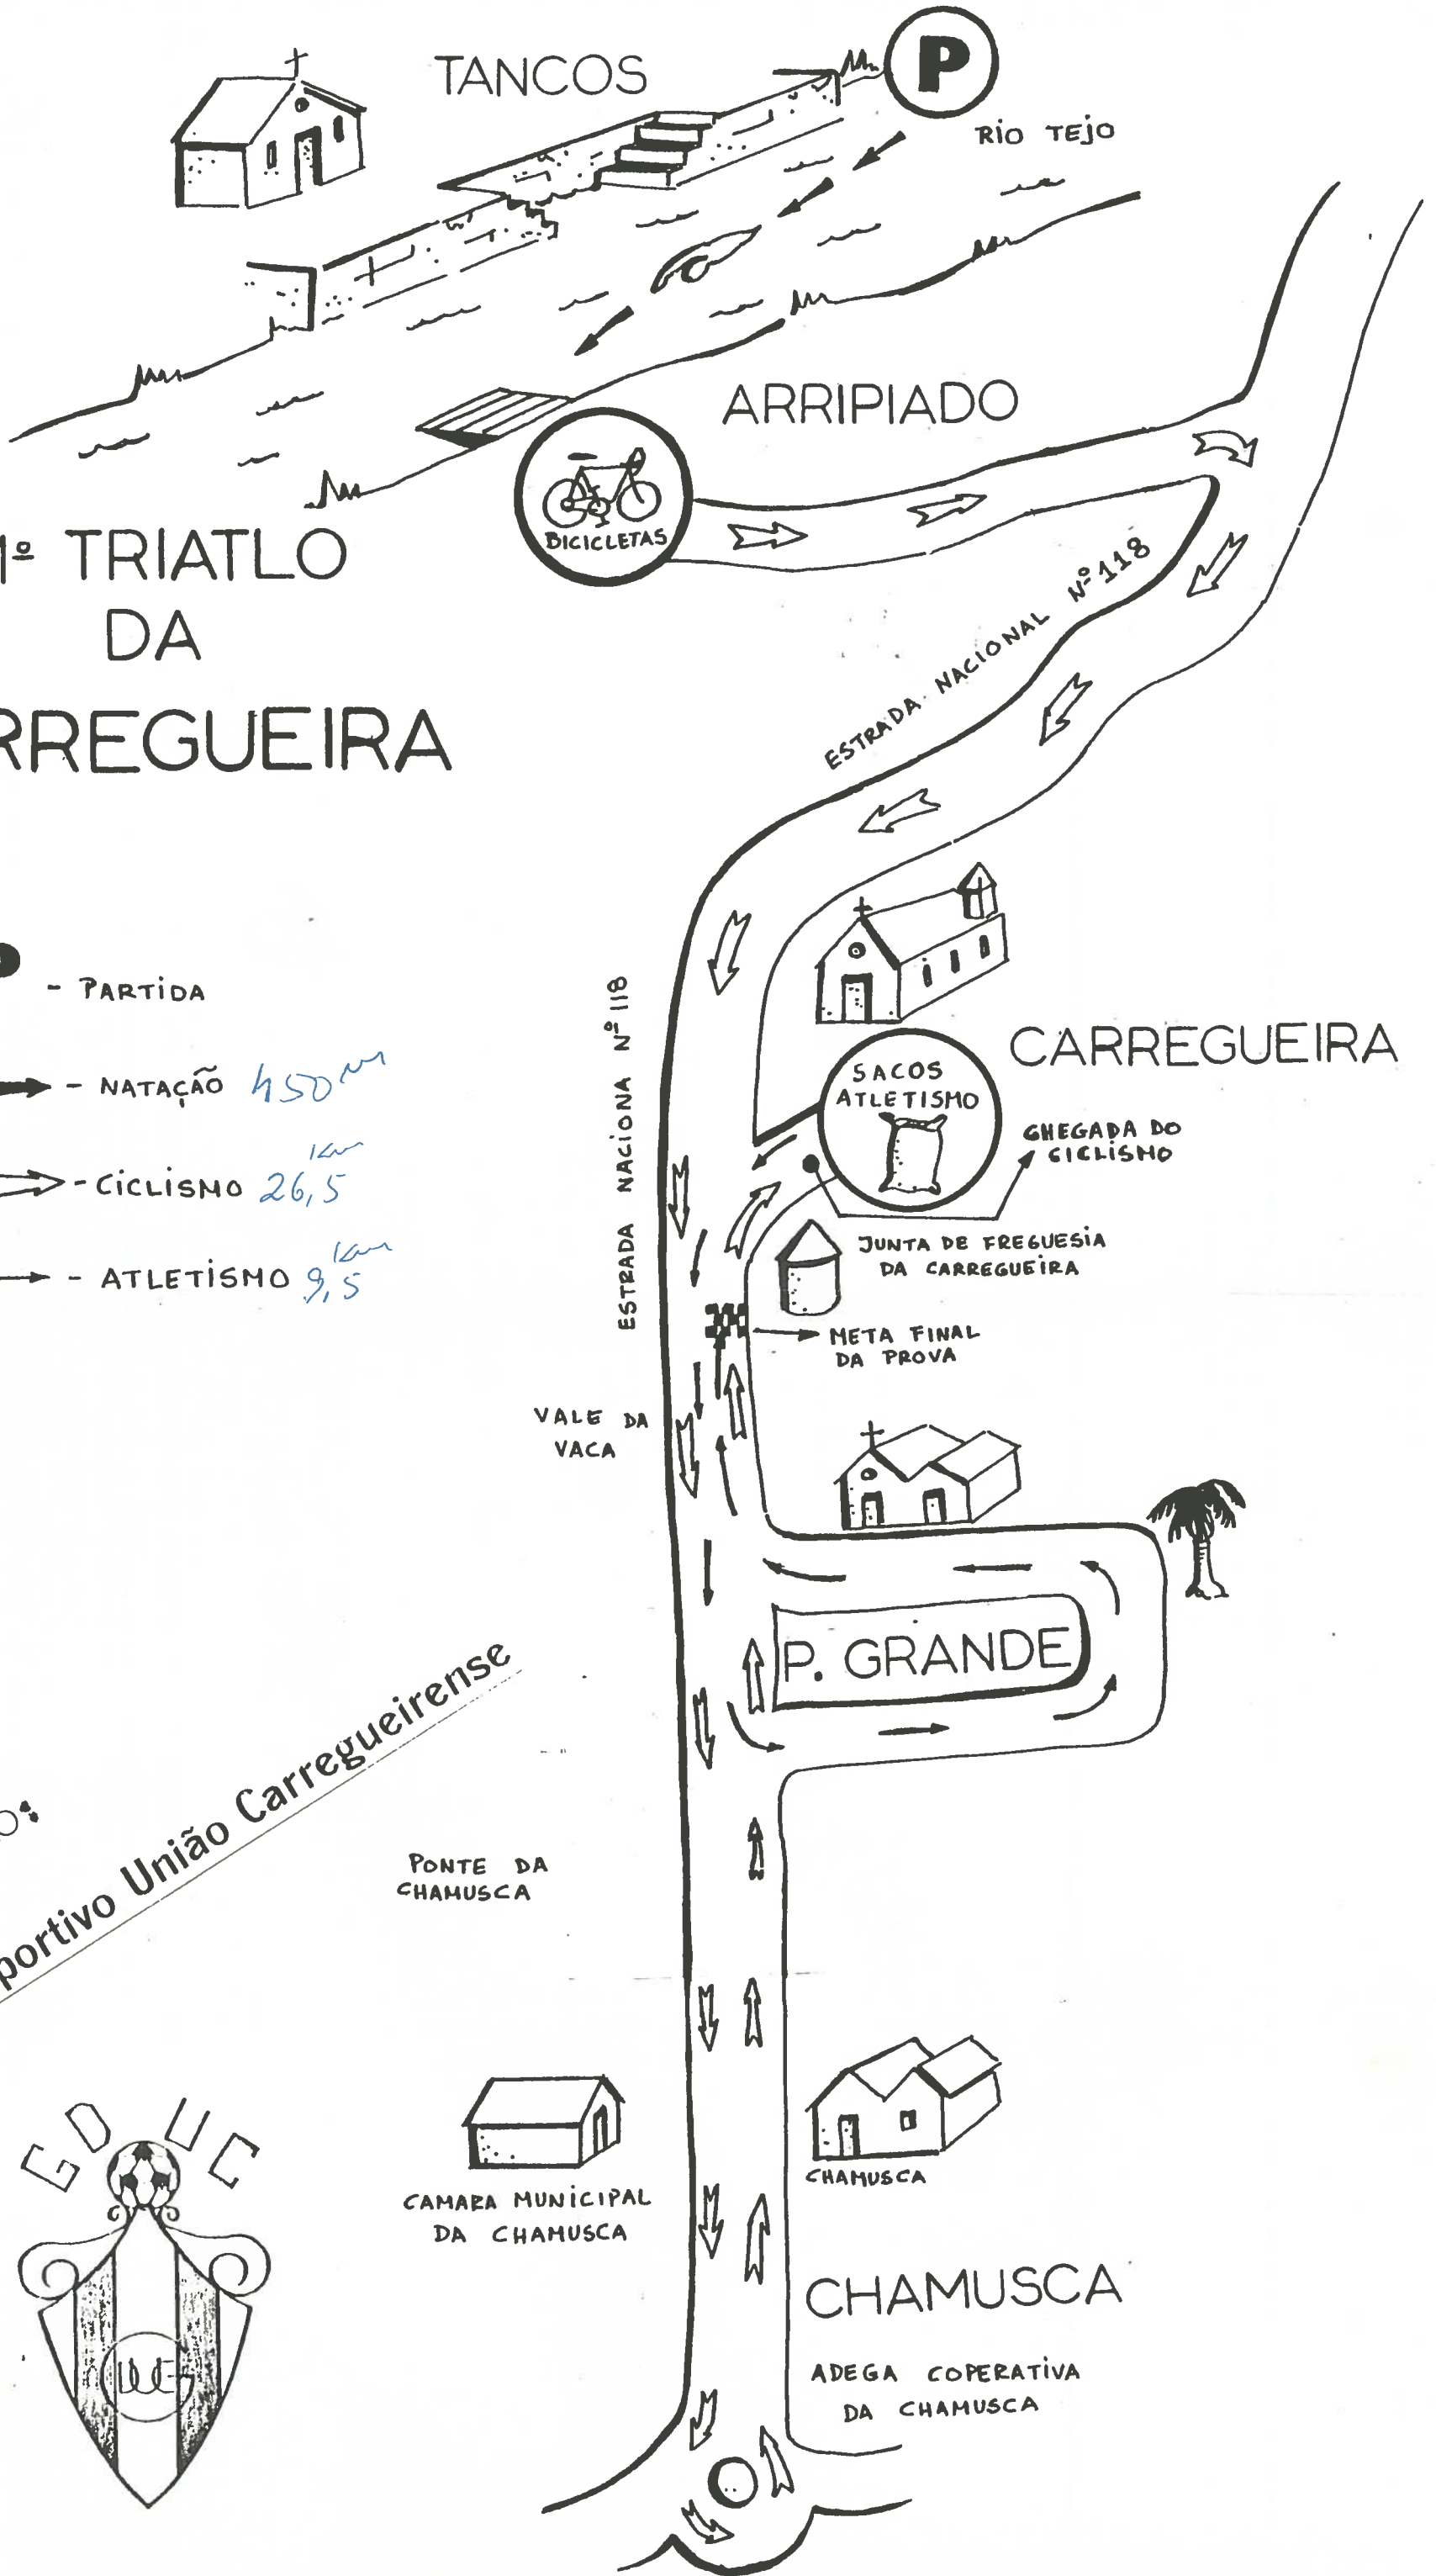 TANCOS
P
RIO TEJO
ARRIPIADO
BICICLETAS
1º TRIATLO
DA
RREGUEIRA
ESTRADA NACIONAL Nº 118
P - PARTIDA
- NATAÇÃO 450 m
- CICLISMO 26,5 Km
- ATLETISMO 9,5 Km
ESTRADA NACIONA Nº 118
CARREGUEIRA
SACOS
ATLETISMO
CHEGADA DO
CICLISMO
JUNTA DE FREGUESIA
DA CARREGUEIRA
META FINAL
DA PROVA
VALE DA
VACA
P. GRANDE
O:
portivo União Carregueirense
PONTE DA
CHAMUSCA
GDUC
CAMARA MUNICIPAL
DA CHAMUSCA
CHAMUSCA
CHAMUSCA
ADEGA COPERATIVA
DA CHAMUSCA